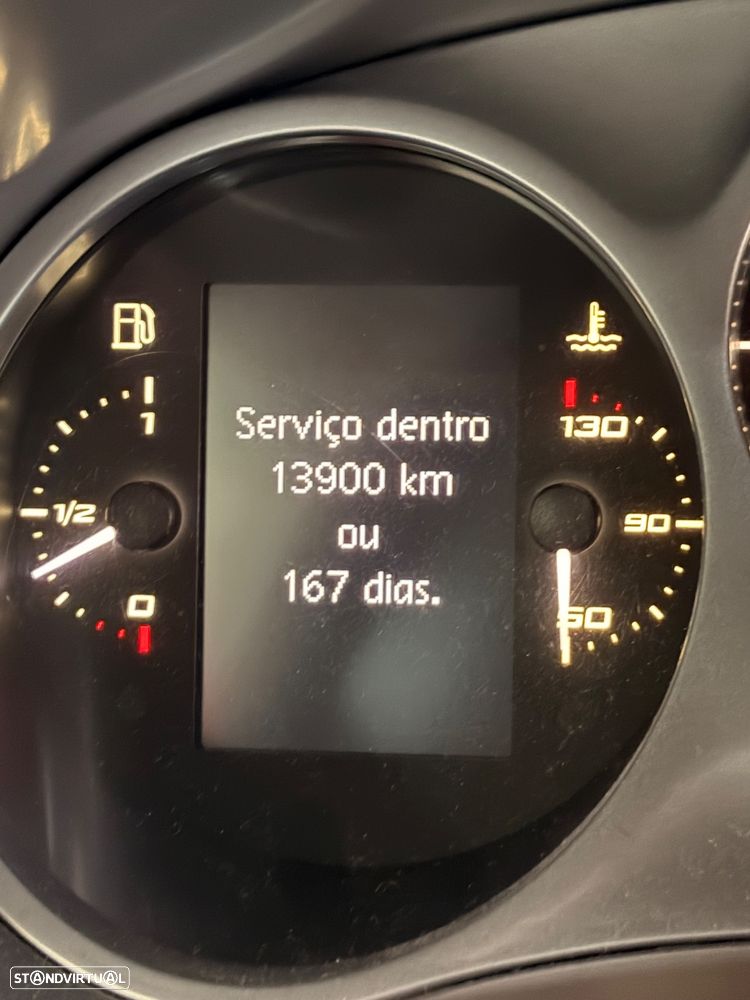 Serviço dentro
13900 km
ou
167 dias.
1
1/2
0
130
90
50
STANDVIRTUAL